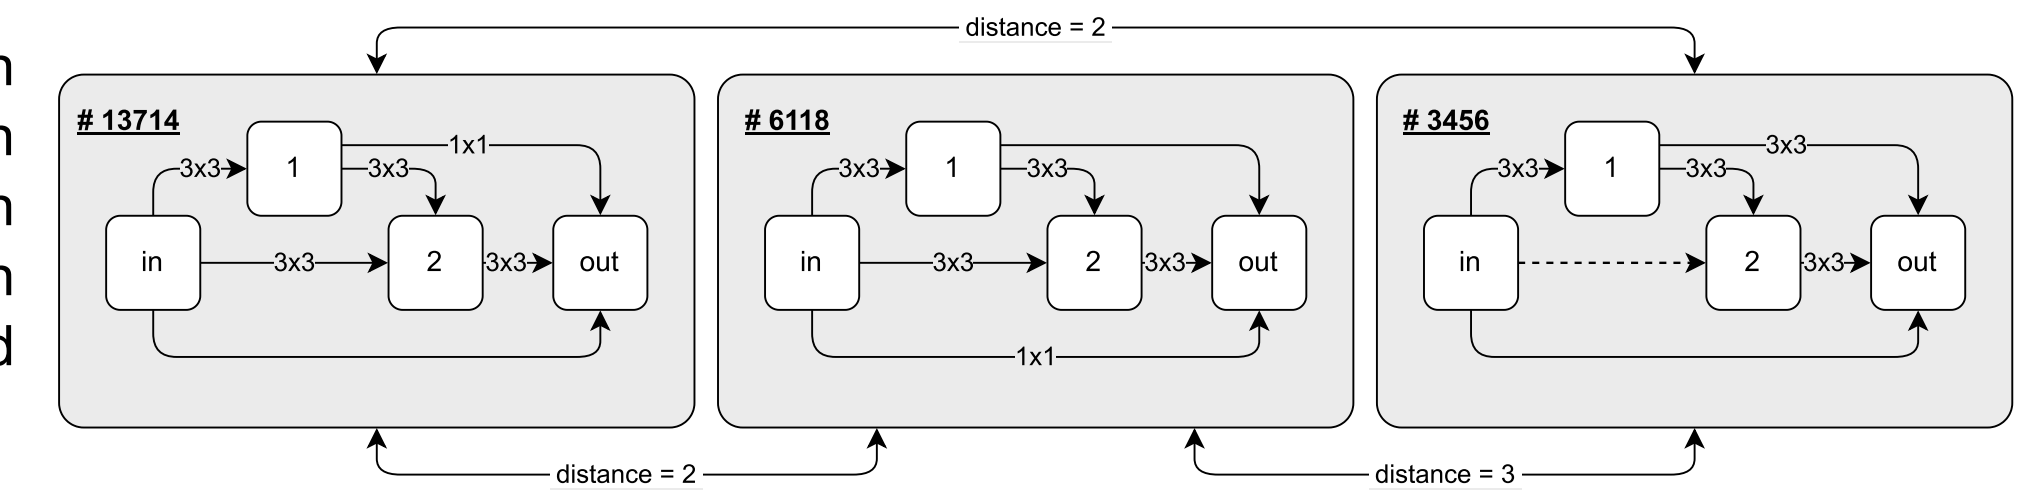 distance = 2
# 13714
1
1x1
3x3
3x3
in
3x3
2
3x3
out
# 6118
1
3x3
3x3
in
3x3
2
3x3
out
1x1
# 3456
1
3x3
3x3
3x3
in
2
3x3
out
distance = 2
distance = 3